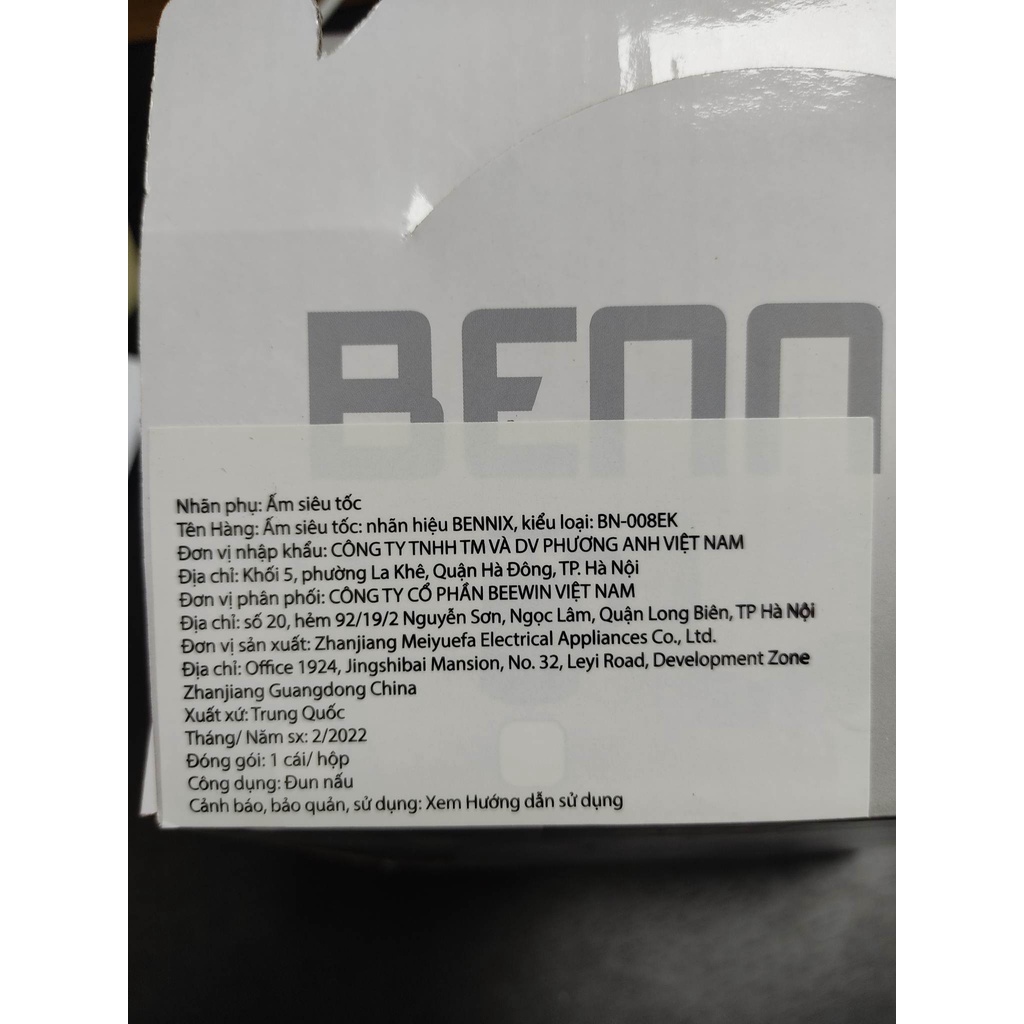 BENN
Nhãn phụ: Ấm siêu tốc
Tên Hàng: Ấm siêu tốc: nhãn hiệu BENNIX, kiểu loại: BN-008EK
Đơn vị nhập khẩu: CÔNG TY TNHH TM VÀ DV PHƯƠNG ANH VIỆT NAM
Địa chỉ: Khối 5, phường La Khê, Quận Hà Đông, TP. Hà Nội
Đơn vị phân phối: CÔNG TY CỔ PHẦN BEEWIN VIỆT NAM
Địa chỉ: số 20, hẻm 92/19/2 Nguyễn Sơn, Ngọc Lâm, Quận Long Biên, TP Hà Nội
Đơn vị sản xuất: Zhanjiang Meiyuefa Electrical Appliances Co., Ltd.
Địa chỉ: Office 1924, Jingshibai Mansion, No. 32, Leyi Road, Development Zone
Zhanjiang Guangdong China
Xuất xứ: Trung Quốc
Tháng/ Năm sx: 2/2022
Đóng gói: 1 cái/ hộp
Công dụng: Đun nấu
Cảnh báo, bảo quản, sử dụng: Xem Hướng dẫn sử dụng